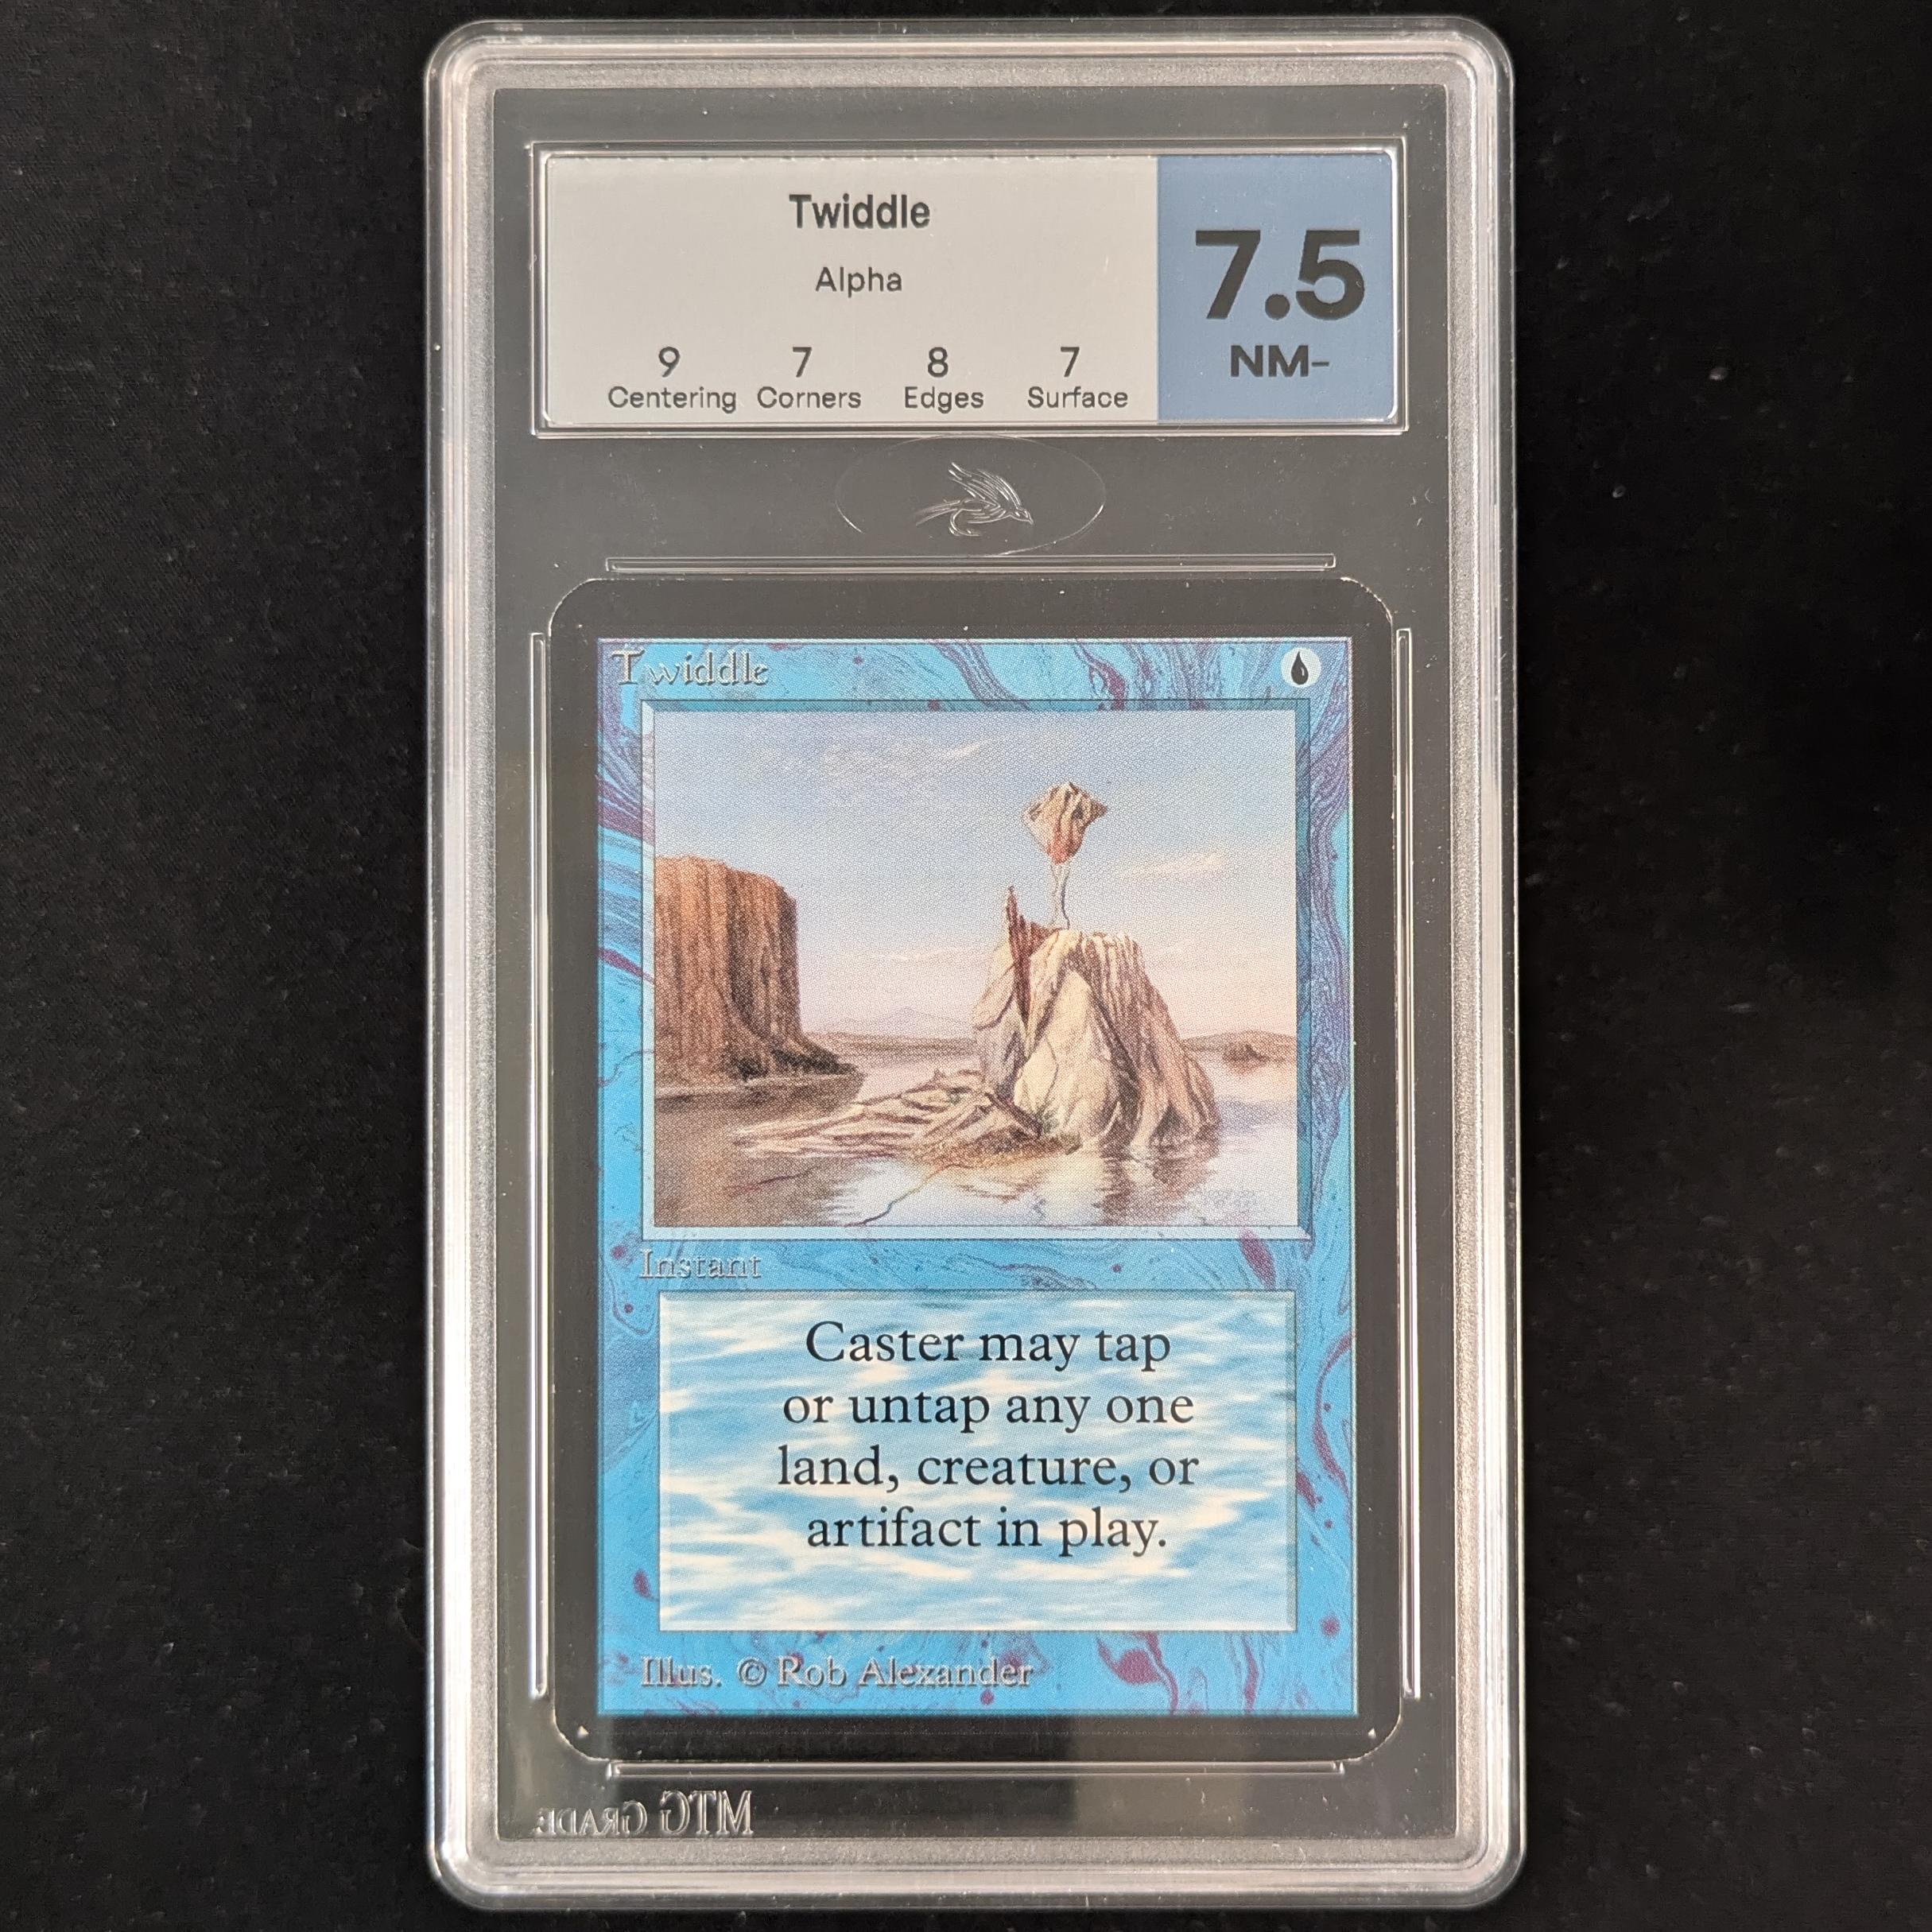 Twiddle
Alpha
7.5
NM-
9 7 8 7
Centering Corners Edges Surface
Twiddle
Instant
Caster may tap
or untap any one
land, creature, or
artifact in play.
Illus. © Rob Alexander
MTG GRADE